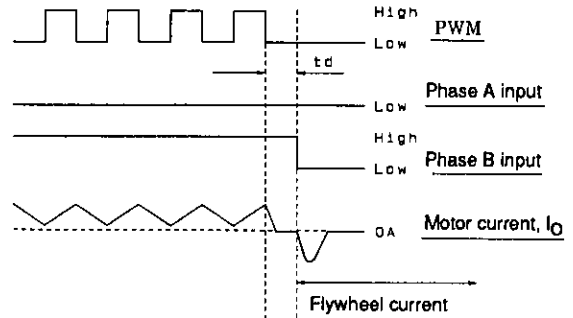 High
PWM
Low
td
Low Phase A input
High
Low Phase B input
0A Motor current, IO
Flywheel current